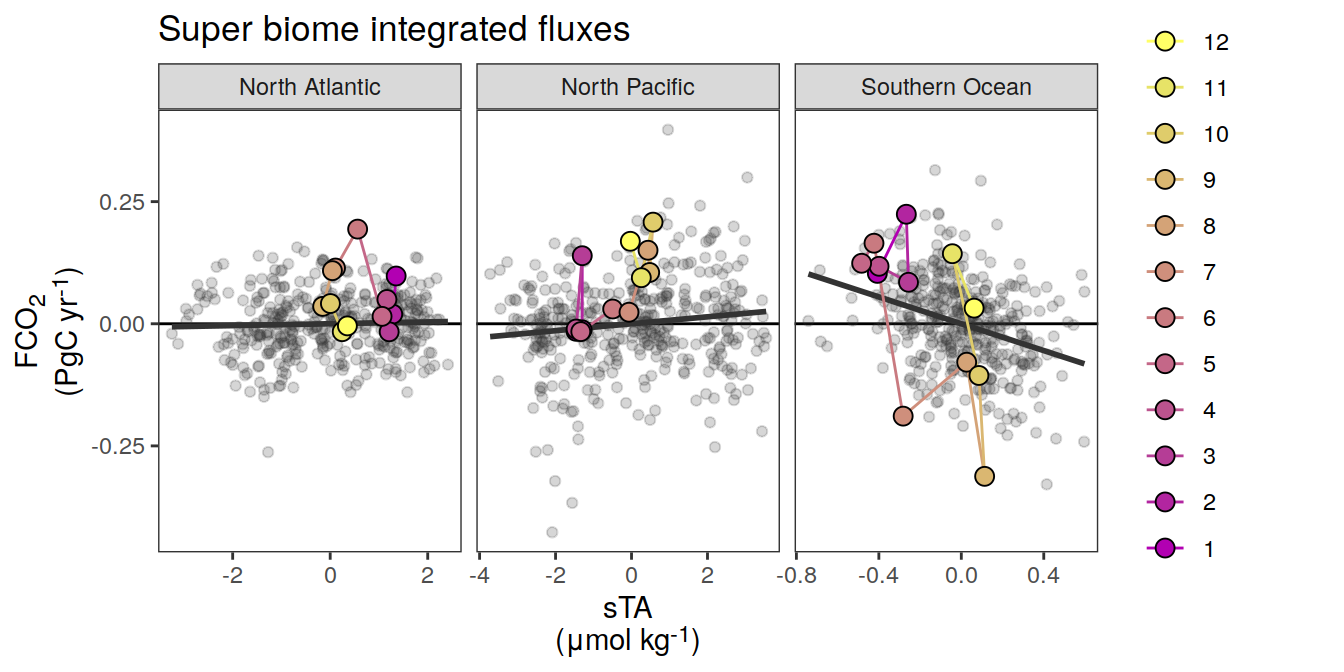 Super biome integrated fluxes
North Atlantic
North Pacific
Southern Ocean
FCO₂
(PgC yr⁻¹)
0.25
0.00
-0.25
-2 0 2
-4 -2 0 2
-0.8 -0.4 0.0 0.4
sTA
(µmol kg⁻¹)
12
11
10
9
8
7
6
5
4
3
2
1